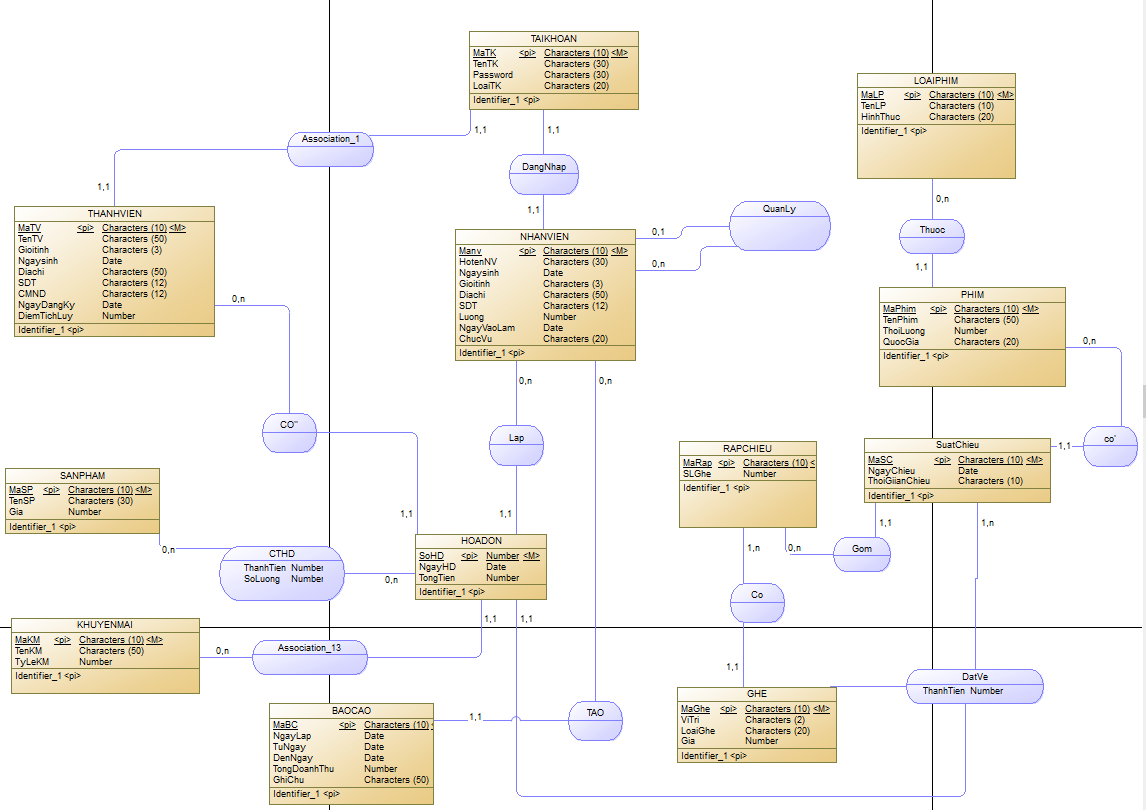 TAIKHOAN
MaTK <pi> Characters (10) <M>
TenTK Characters (30)
Password Characters (30)
LoaiTK Characters (20)
Identifier_1 <pi>
LOAIPHIM
MaLP <pi> Characters (10) <M>
TenLP Characters (10)
HinhThuc Characters (20)
Identifier_1 <pi>
1,1
1,1
Association_1
DangNhap
1,1
1,1
0,n
Thuoc
1,1
THANHVIEN
MaTV <pi> Characters (10) <M>
TenTV Characters (50)
Gioitinh Characters (3)
Ngaysinh Date
Diachi Characters (50)
SDT Characters (12)
CMND Characters (12)
NgayDangKy Date
DiemTichLuy Number
Identifier_1 <pi>
0,n
NHANVIEN
Manv <pi> Characters (10) <M>
HotenNV Characters (30)
Ngaysinh Date
Gioitinh Characters (3)
Diachi Characters (50)
SDT Characters (12)
Luong Number
NgayVaoLam Date
ChucVu Characters (20)
Identifier_1 <pi>
0,1
0,n
QuanLy
PHIM
MaPhim <pi> Characters (10) <M>
TenPhim Characters (50)
ThoiLuong Number
QuocGia Characters (20)
Identifier_1 <pi>
0,n
0,n
0,n
CO"
Lap
co'
1,1
RAPCHIEU
MaRap <pi> Characters (10) <
SLGhe Number
Identifier_1 <pi>
SuatChieu
MaSC <pi> Characters (10) <M>
NgayChieu Date
ThoiGiianChieu Characters (10)
Identifier_1 <pi>
SANPHAM
MaSP <pi> Characters (10) <M>
TenSP Characters (30)
Gia Number
Identifier_1 <pi>
1,1
1,1
1,1
1,n
0,n
CTHD
ThanhTien Number
SoLuong Number
0,n
HOADON
SoHD <pi> Number <M>
NgayHD Date
TongTien Number
Identifier_1 <pi>
1,n
0,n
Gom
Co
1,1
1,1
KHUYENMAI
MaKM <pi> Characters (10) <M>
TenKM Characters (50)
TyLeKM Number
Identifier_1 <pi>
0,n
Association_13
1,1
DatVe
ThanhTien Number
BAOCAO
MaBC <pi> Characters (10)
NgayLap Date
TuNgay Date
DenNgay Date
TongDoanhThu Number
GhiChu Characters (50)
Identifier_1 <pi>
1,1
TAO
GHE
MaGhe <pi> Characters (10) <M>
ViTri Characters (2)
LoaiGhe Characters (20)
Gia Number
Identifier_1 <pi>